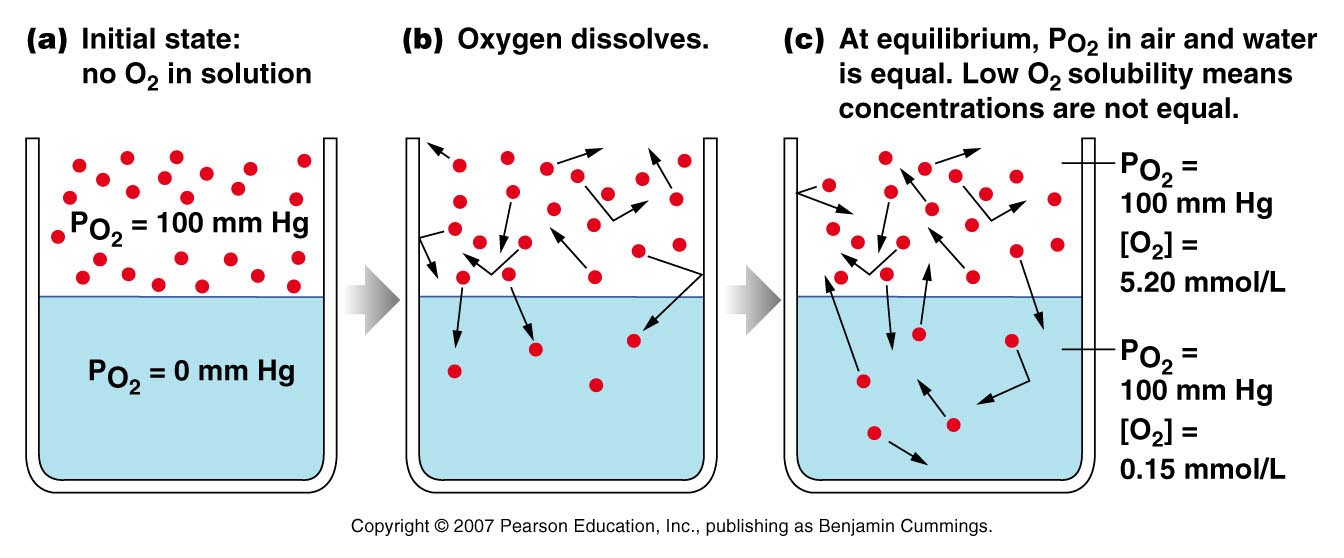 (a) Initial state:
no O2 in solution
PO2 = 100 mm Hg
PO2 = 0 mm Hg
(b) Oxygen dissolves.
(c) At equilibrium, PO2 in air and water
is equal. Low O2 solubility means
concentrations are not equal.
PO2 =
100 mm Hg
[O2] =
5.20 mmol/L
PO2 =
100 mm Hg
[O2] =
0.15 mmol/L
Copyright © 2007 Pearson Education, Inc., publishing as Benjamin Cummings.